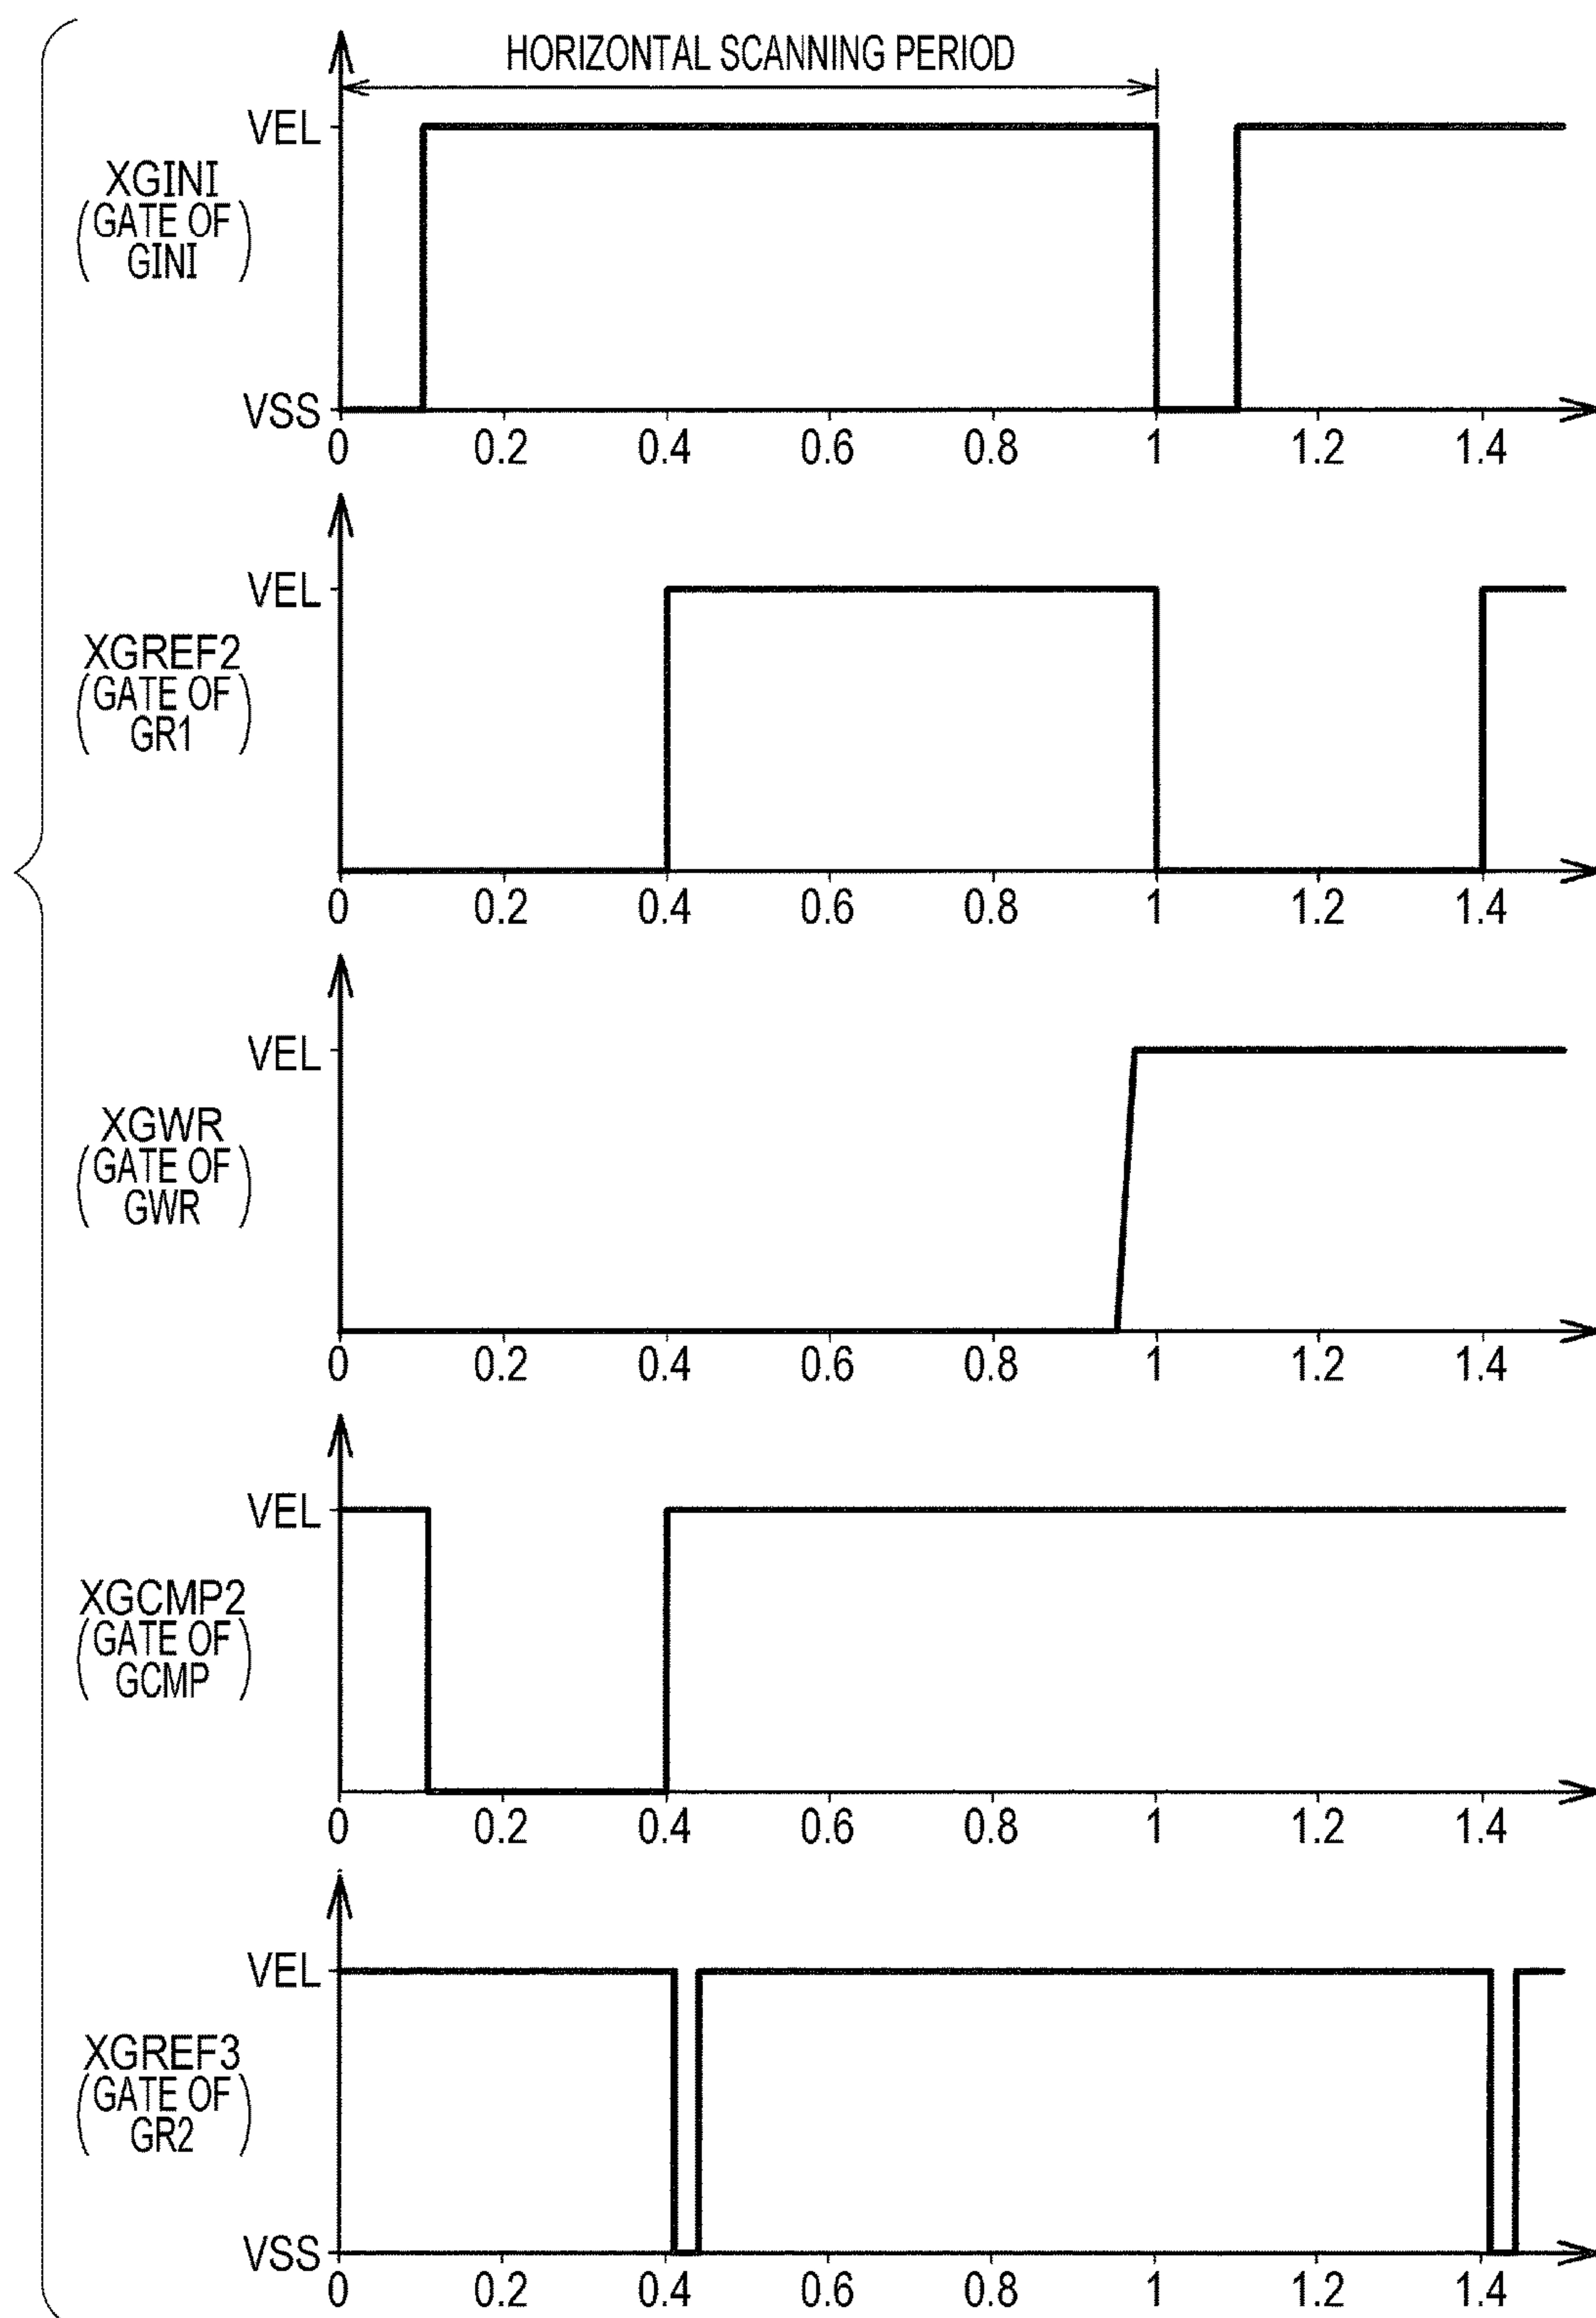 HORIZONTAL SCANNING PERIOD
VEL
XGINI
(GATE OF
GINI)
VSS
0 0.2 0.4 0.6 0.8 1 1.2 1.4
VEL
XGREF2
(GATE OF
GR1)
0 0.2 0.4 0.6 0.8 1 1.2 1.4
VEL
XGWR
(GATE OF
GWR)
0 0.2 0.4 0.6 0.8 1 1.2 1.4
VEL
XGCMP2
(GATE OF
GCMP)
0 0.2 0.4 0.6 0.8 1 1.2 1.4
VEL
XGREF3
(GATE OF
GR2)
VSS
0 0.2 0.4 0.6 0.8 1 1.2 1.4